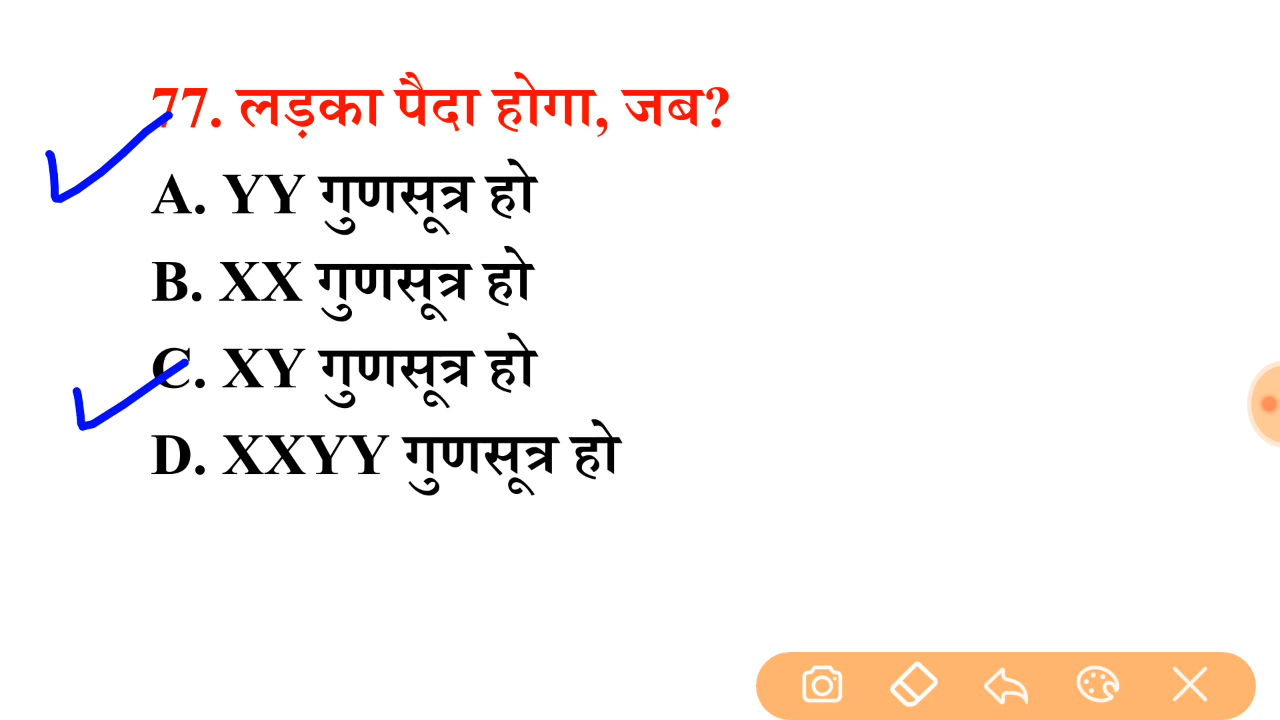 77. लड़का पैदा होगा, जब?
A. YY गुणसूत्र हो
B. XX गुणसूत्र हो
C. XY गुणसूत्र हो
D. XXYY गुणसूत्र हो